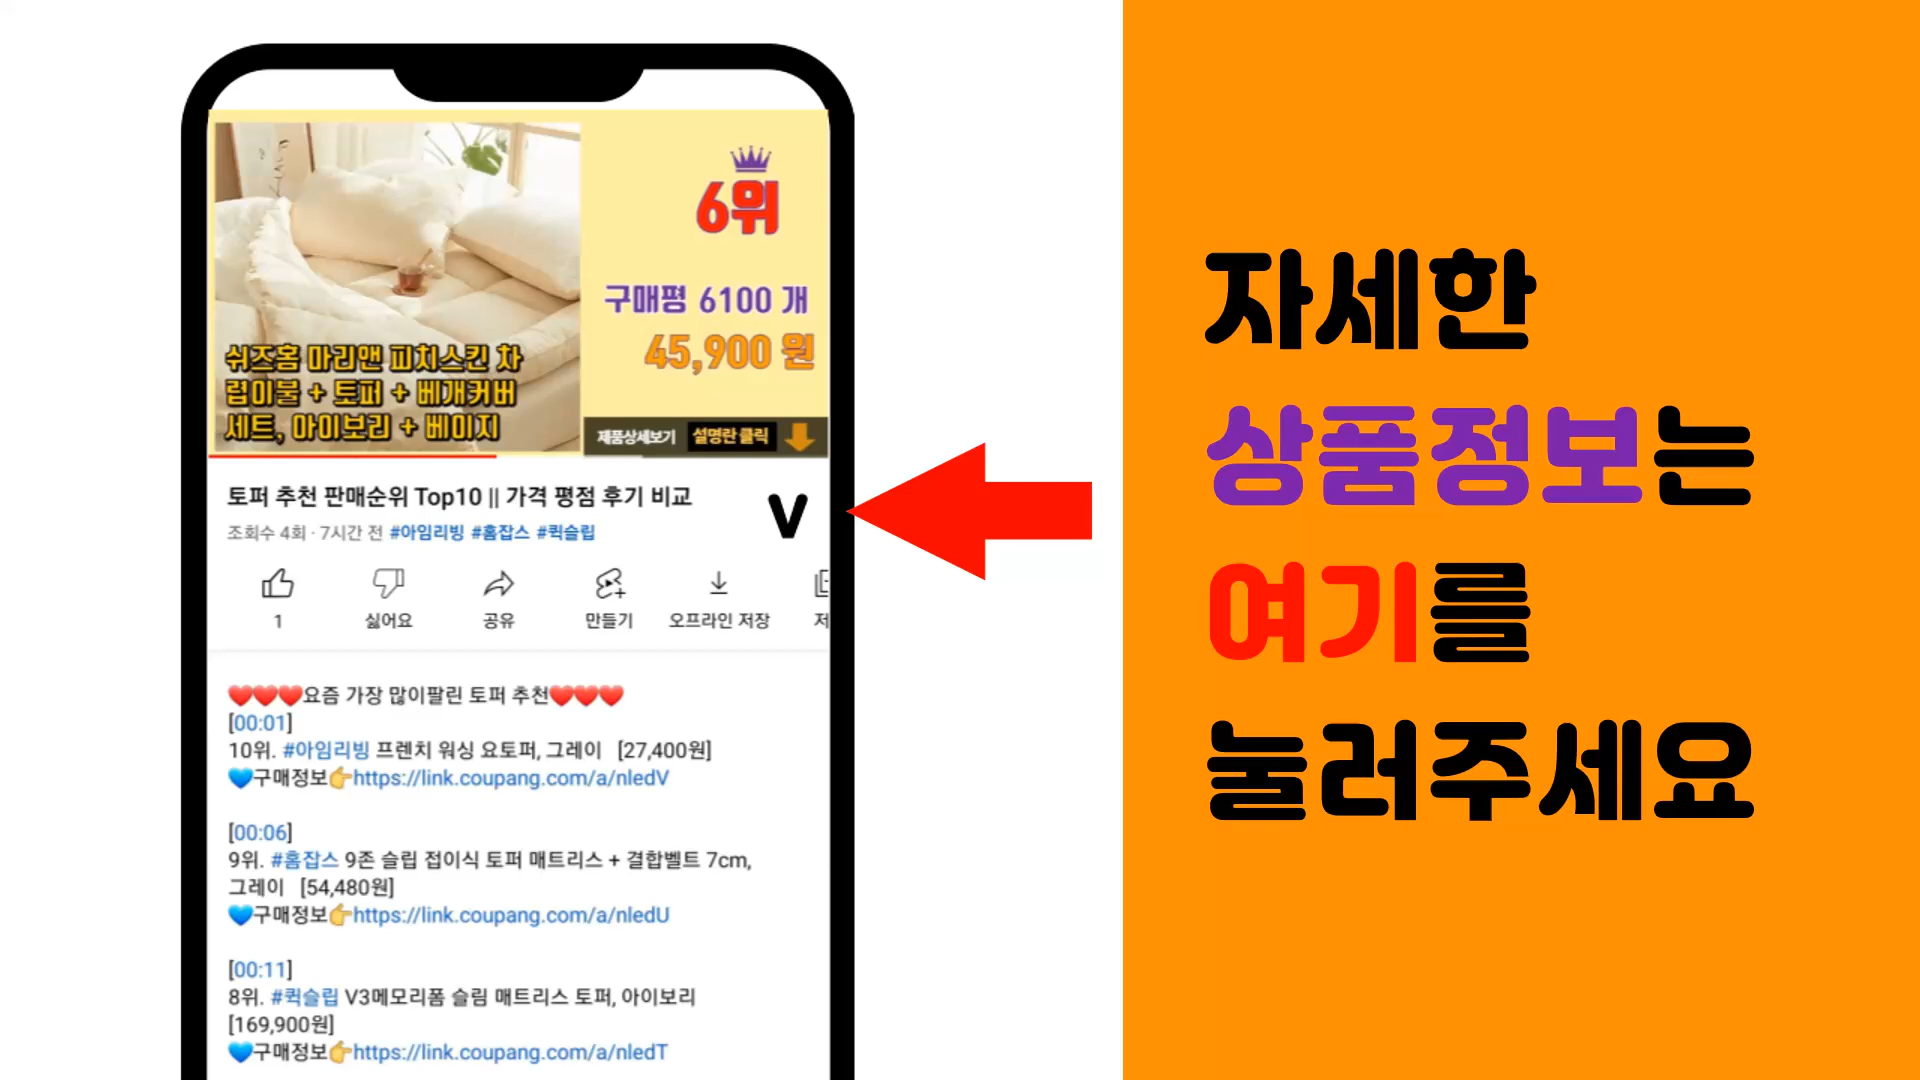 6위
구매평 6100 개
45,900 원
쉬즈홈 마리앤 피치스킨 차
렵이불 + 토퍼 + 베개커버
세트, 아이보리 + 베이지
제품상세보기 설명란 클릭
토퍼 추천 판매순위 Top10 || 가격 평점 후기 비교
V
조회수 4회 · 7시간 전 #아임리빙 #홈잡스 #퀵슬립
1 싫어요 공유 만들기 오프라인 저장 저
❤️❤️❤️요즘 가장 많이팔린 토퍼 추천❤️❤️❤️
[00:01]
10위. #아임리빙 프렌치 워싱 요토퍼, 그레이 [27,400원]
💙구매정보👉https://link.coupang.com/a/nledV
[00:06]
9위. #홈잡스 9존 슬립 접이식 토퍼 매트리스 + 결합벨트 7cm,
그레이 [54,480원]
💙구매정보👉https://link.coupang.com/a/nledU
[00:11]
8위. #퀵슬립 V3메모리폼 슬림 매트리스 토퍼, 아이보리
[169,900원]
💙구매정보👉https://link.coupang.com/a/nledT
자세한
상품정보는
여기를
눌러주세요